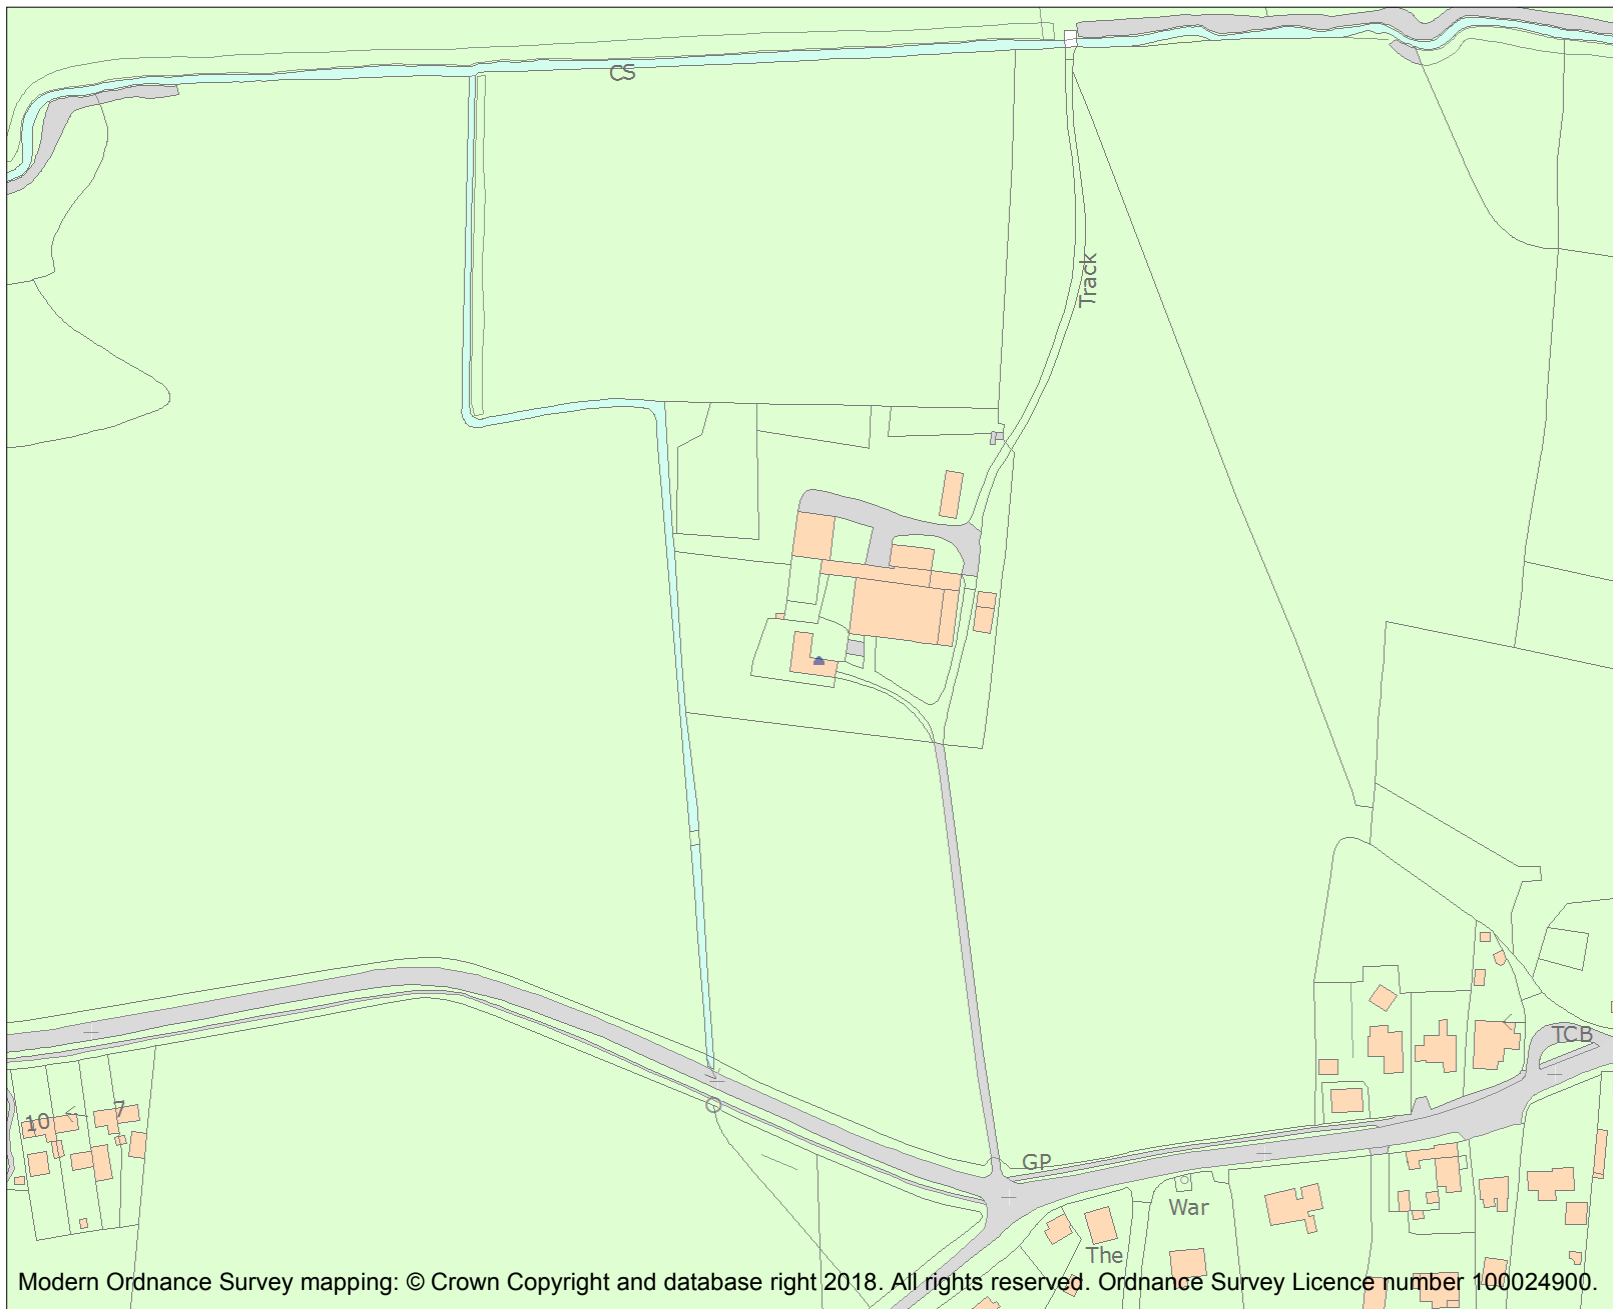 CS
Track
TCB
10
7
GP
War
The
Modern Ordnance Survey mapping: © Crown Copyright and database right 2018. All rights reserved. Ordnance Survey Licence number 100024900.